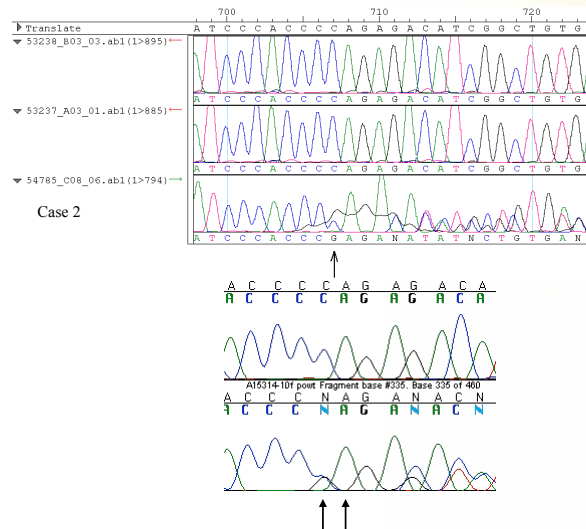 700 710 720
Translate A T C C C A C C C C A G A G A C A T C G G C T G T G
53238_B03_03.ab1(1>895)
A T C C C A C C C C A G A G A C A T C G G C T G T G
53237_A03_01.ab1(1>885)
A T C C C A C C C C A G A G A C A T C G G C T G T G
54785_C08_06.ab1(1>794)
Case 2
A T C C C A C C C G A G A N A T A T N C T G T G A N
A C C C C A G A G A C A
A C C C C A G A G A C A
A15314-10f powt Fragment base #335. Base 335 of 460
A C C C N A G A N A C N
A C C C N A G A N A C N